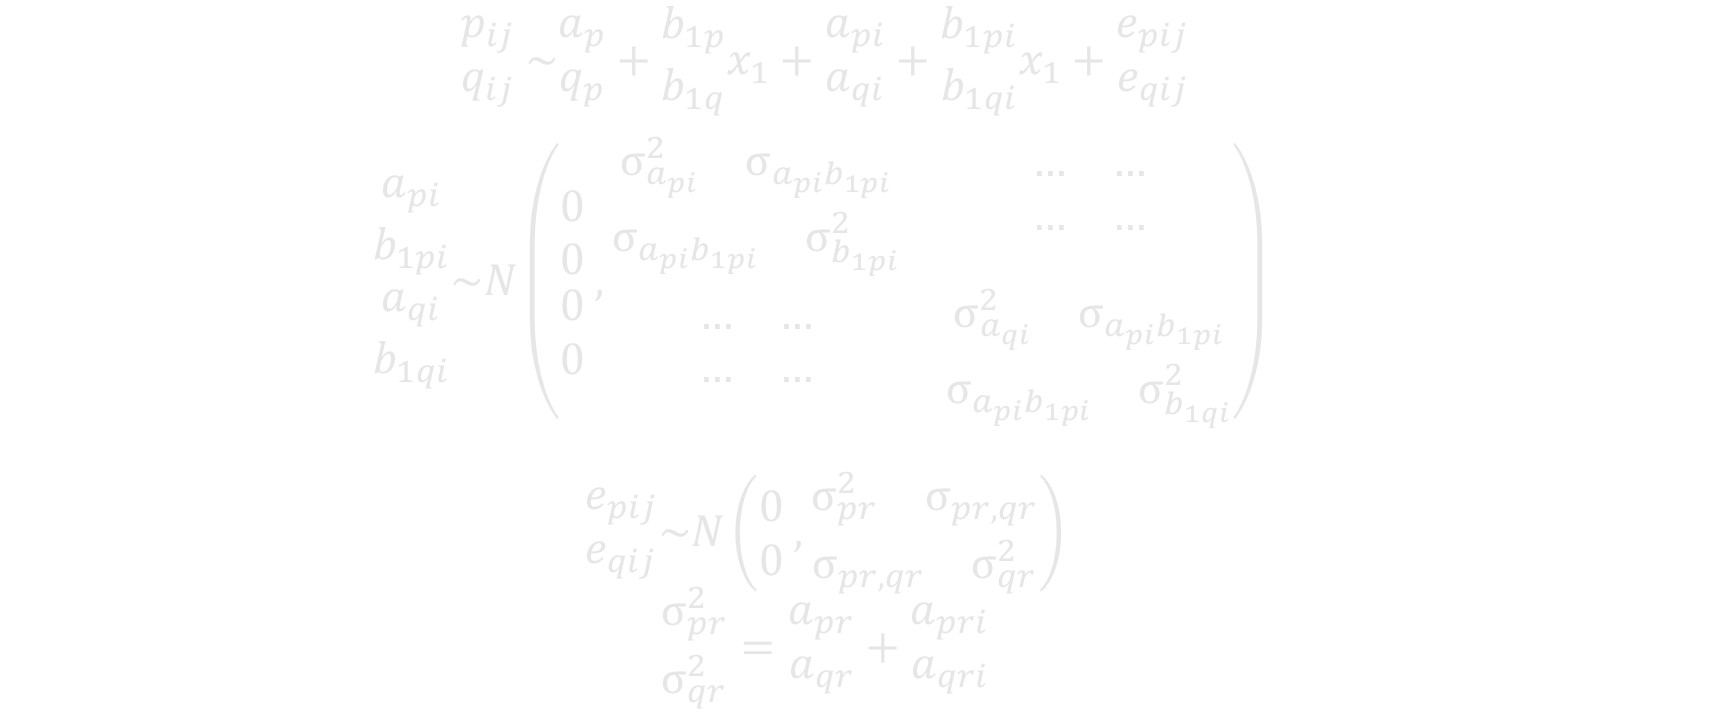 p_{ij} ~ a_p + b_{1p} x_1 + a_{pi} + b_{1pi} x_1 + e_{pij}
q_{ij} q_p b_{1q} a_{qi} b_{1qi} e_{qij}
a_{pi} ~N ( 0 , σ²_{a_{pi}} σ_{a_{pi}b_{1pi}} ... ...
b_{1pi} 0 σ_{a_{pi}b_{1pi}} σ²_{b_{1pi}} ... ...
a_{qi} 0 ... ... σ²_{a_{qi}} σ_{a_{pi}b_{1pi}}
b_{1qi} 0 ... ... σ_{a_{pi}b_{1pi}} σ²_{b_{1qi}} )
e_{pij} ~N ( 0 , σ²_{pr} σ_{pr,qr}
e_{qij} 0 σ_{pr,qr} σ²_{qr} )
σ²_{pr} = a_{pr} + a_{pri}
σ²_{qr} a_{qr} a_{qri}